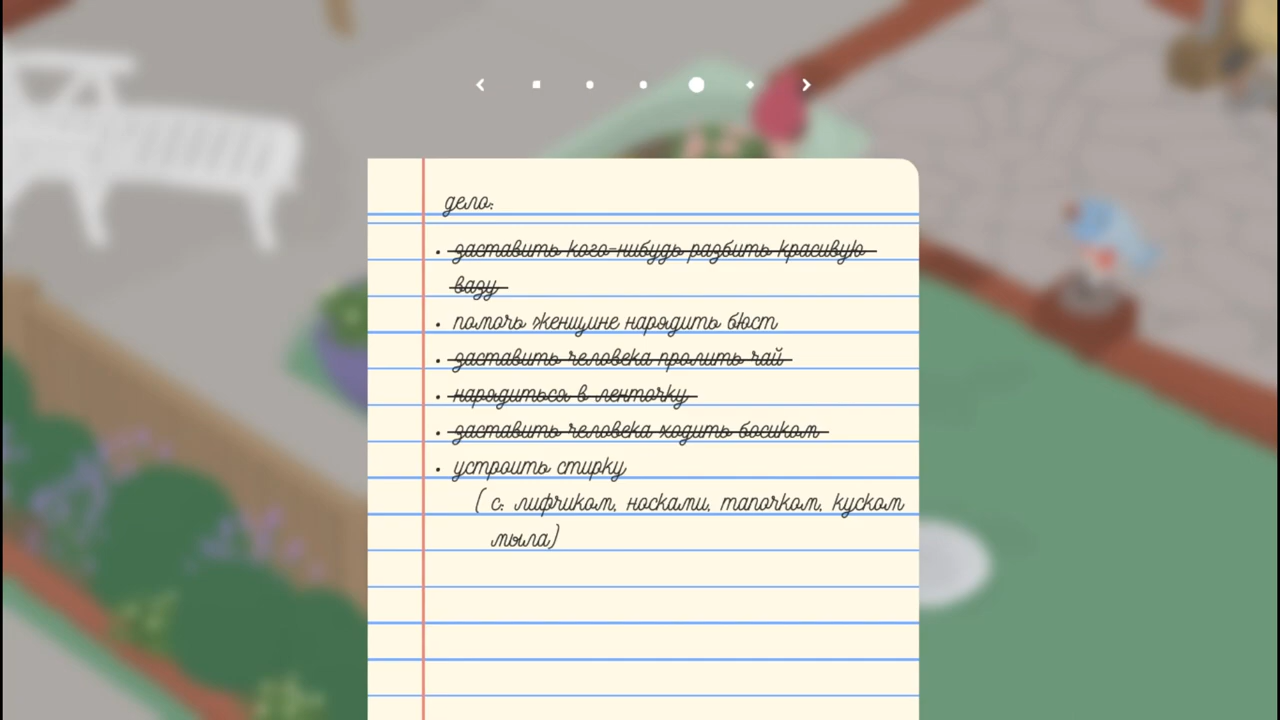 дело:
• заставить кого-нибудь разбить красивую
вазу
• помочь женщине нарядить бюст
• заставить человека пролить чай
• нарядиться в ленточку
• заставить человека ходить босиком
• устроить стирку
( с: лифчиком, носками, тапочком, куском
мыла)